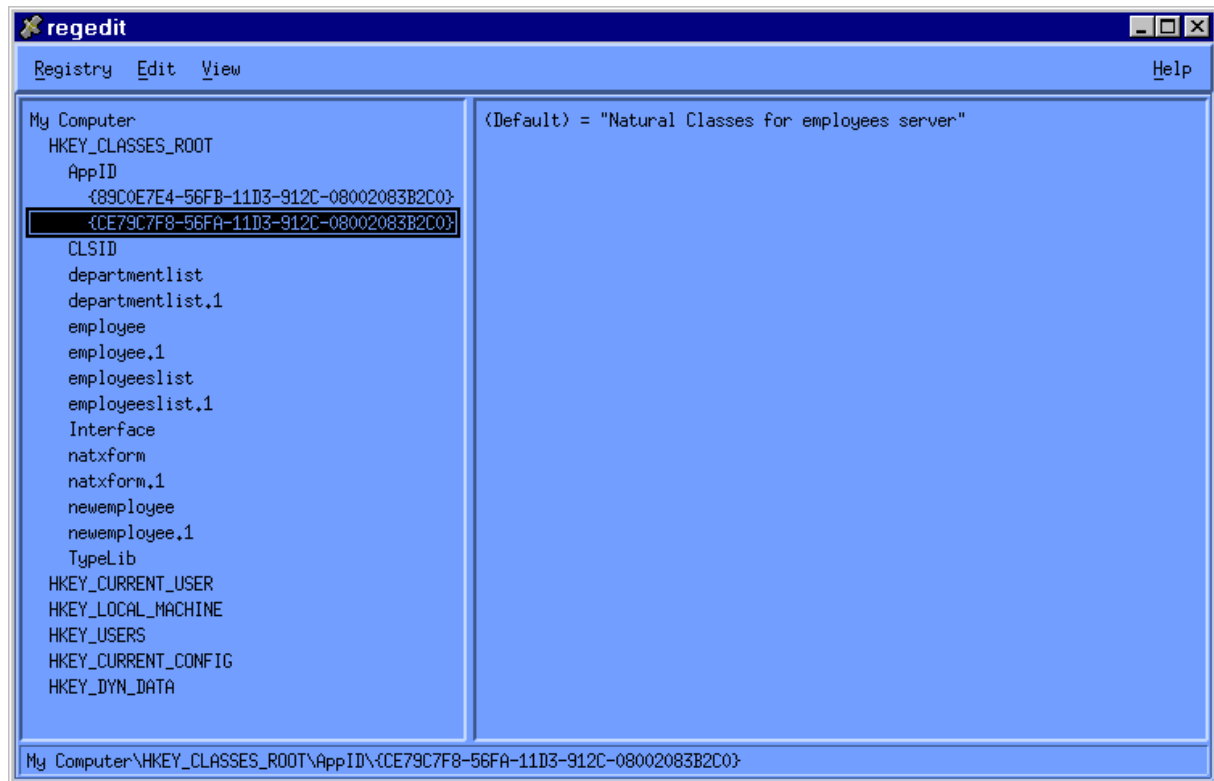 regedit
Registry Edit View Help
My Computer
HKEY_CLASSES_ROOT
AppID
{89C0E7E4-56FB-11D3-912C-08002083B2C0}
{CE79C7F8-56FA-11D3-912C-08002083B2C0}
CLSID
departmentlist
departmentlist.1
employee
employee.1
employeeslist
employeeslist.1
Interface
natxform
natxform.1
newemployee
newemployee.1
TypeLib
HKEY_CURRENT_USER
HKEY_LOCAL_MACHINE
HKEY_USERS
HKEY_CURRENT_CONFIG
HKEY_DYN_DATA
(Default) = "Natural Classes for employees server"
My Computer\HKEY_CLASSES_ROOT\AppID\{CE79C7F8-56FA-11D3-912C-08002083B2C0}